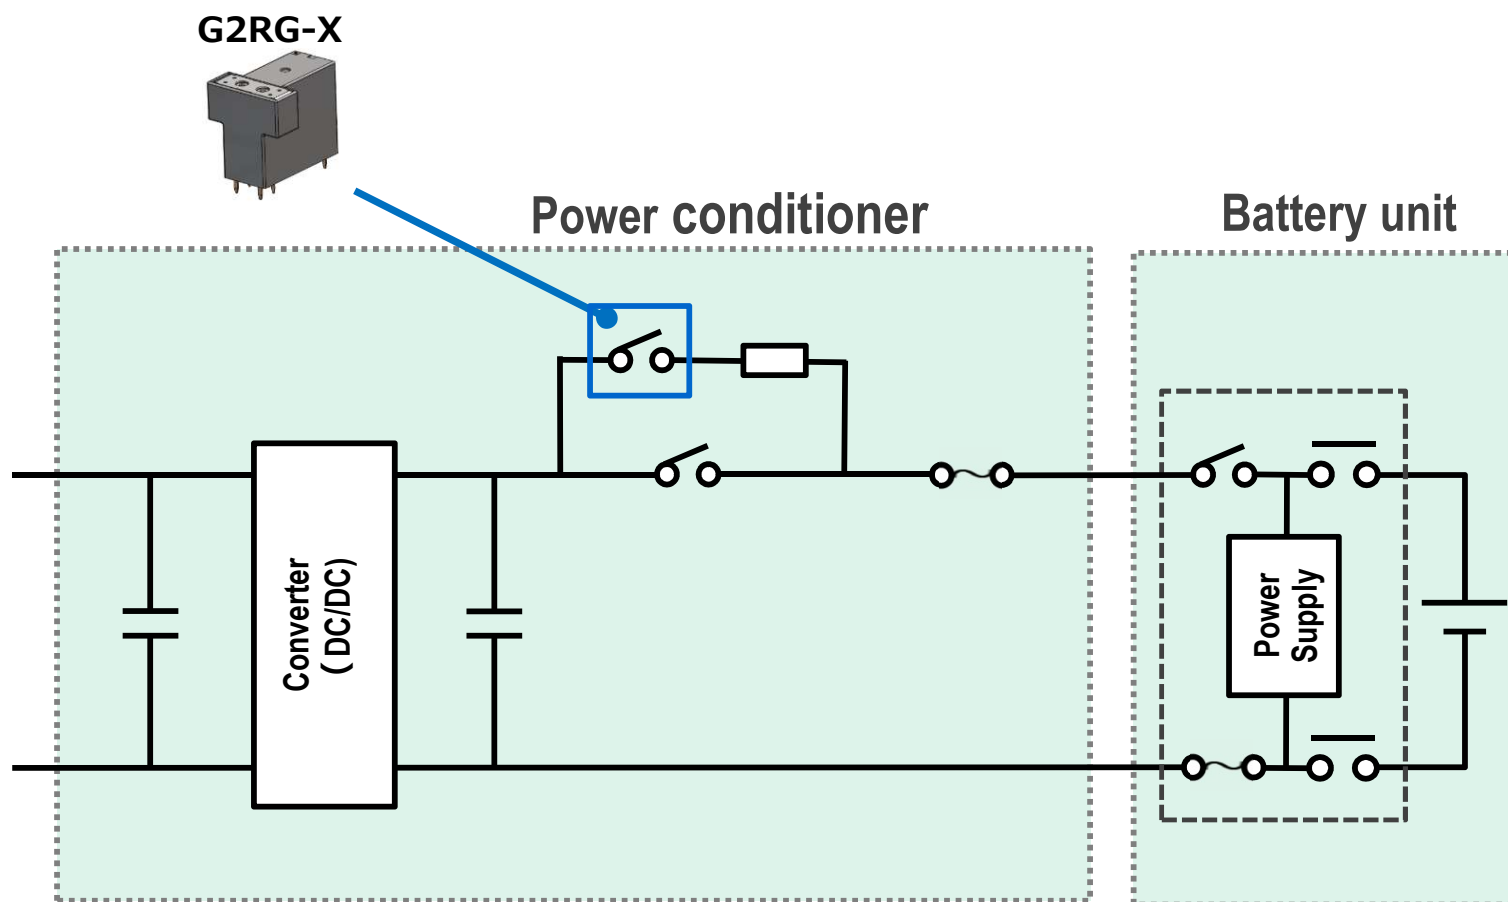 G2RG-X
Power conditioner
Battery unit
Converter
( DC/DC)
Power
Supply